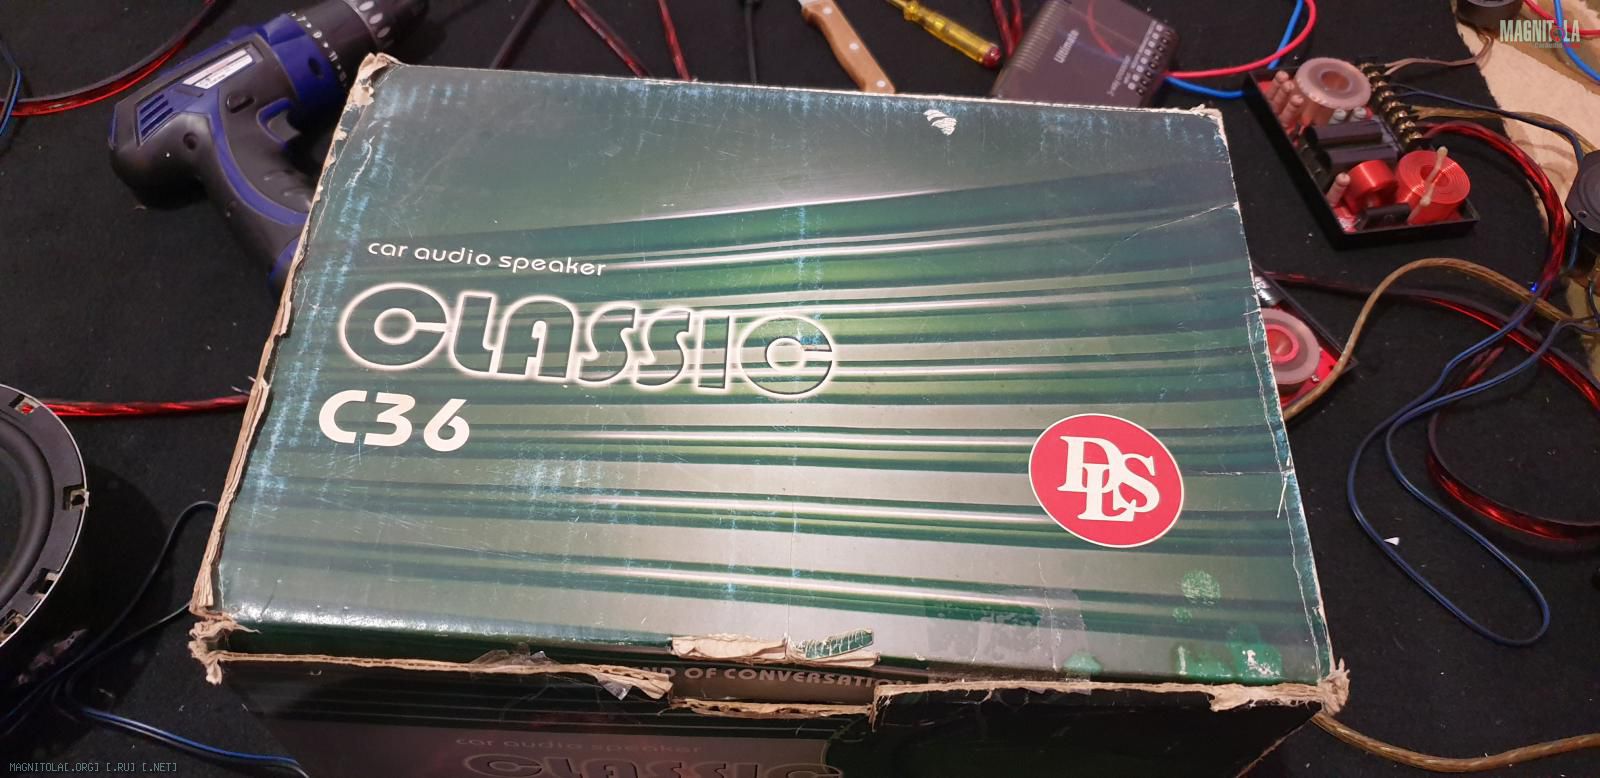 MAGNITOLA
Ultimate
car audio speaker
CLASSIC
C36
DLS
ND OF CONVERSATION
car audio speaker
CLASSIC
MAGNITOLA[.ORG] [.RU] [.NET]